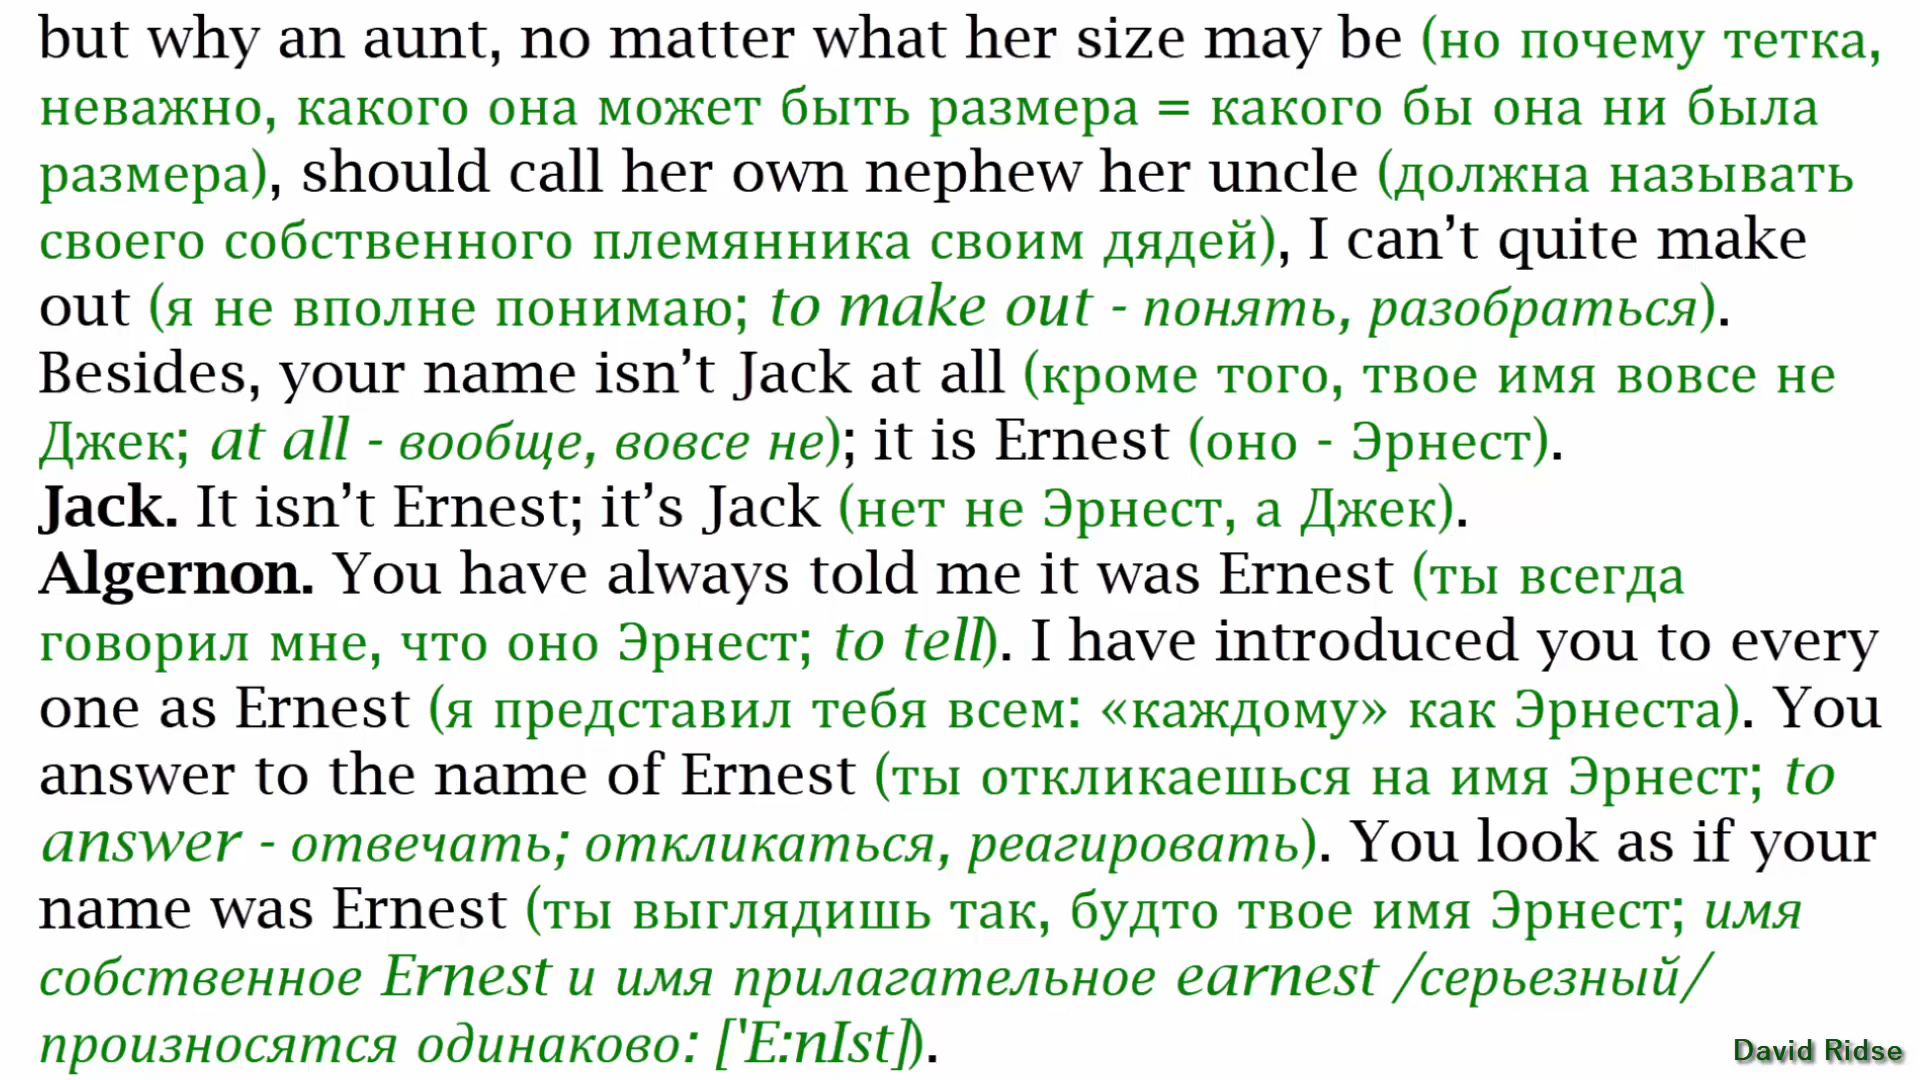 but why an aunt, no matter what her size may be (но почему тетка,
неважно, какого она может быть размера = какого бы она ни была
размера), should call her own nephew her uncle (должна называть
своего собственного племянника своим дядей), I can’t quite make
out (я не вполне понимаю; to make out - понять, разобраться).
Besides, your name isn’t Jack at all (кроме того, твое имя вовсе не
Джек; at all - вообще, вовсе не); it is Ernest (оно - Эрнест).
Jack. It isn’t Ernest; it’s Jack (нет не Эрнест, а Джек).
Algernon. You have always told me it was Ernest (ты всегда
говорил мне, что оно Эрнест; to tell). I have introduced you to every
one as Ernest (я представил тебя всем: «каждому» как Эрнеста). You
answer to the name of Ernest (ты откликаешься на имя Эрнест; to
answer - отвечать; откликаться, реагировать). You look as if your
name was Ernest (ты выглядишь так, будто твое имя Эрнест; имя
собственное Ernest и имя прилагательное earnest /серьезный/
произносятся одинаково: ['E:nIst]).
David Ridse